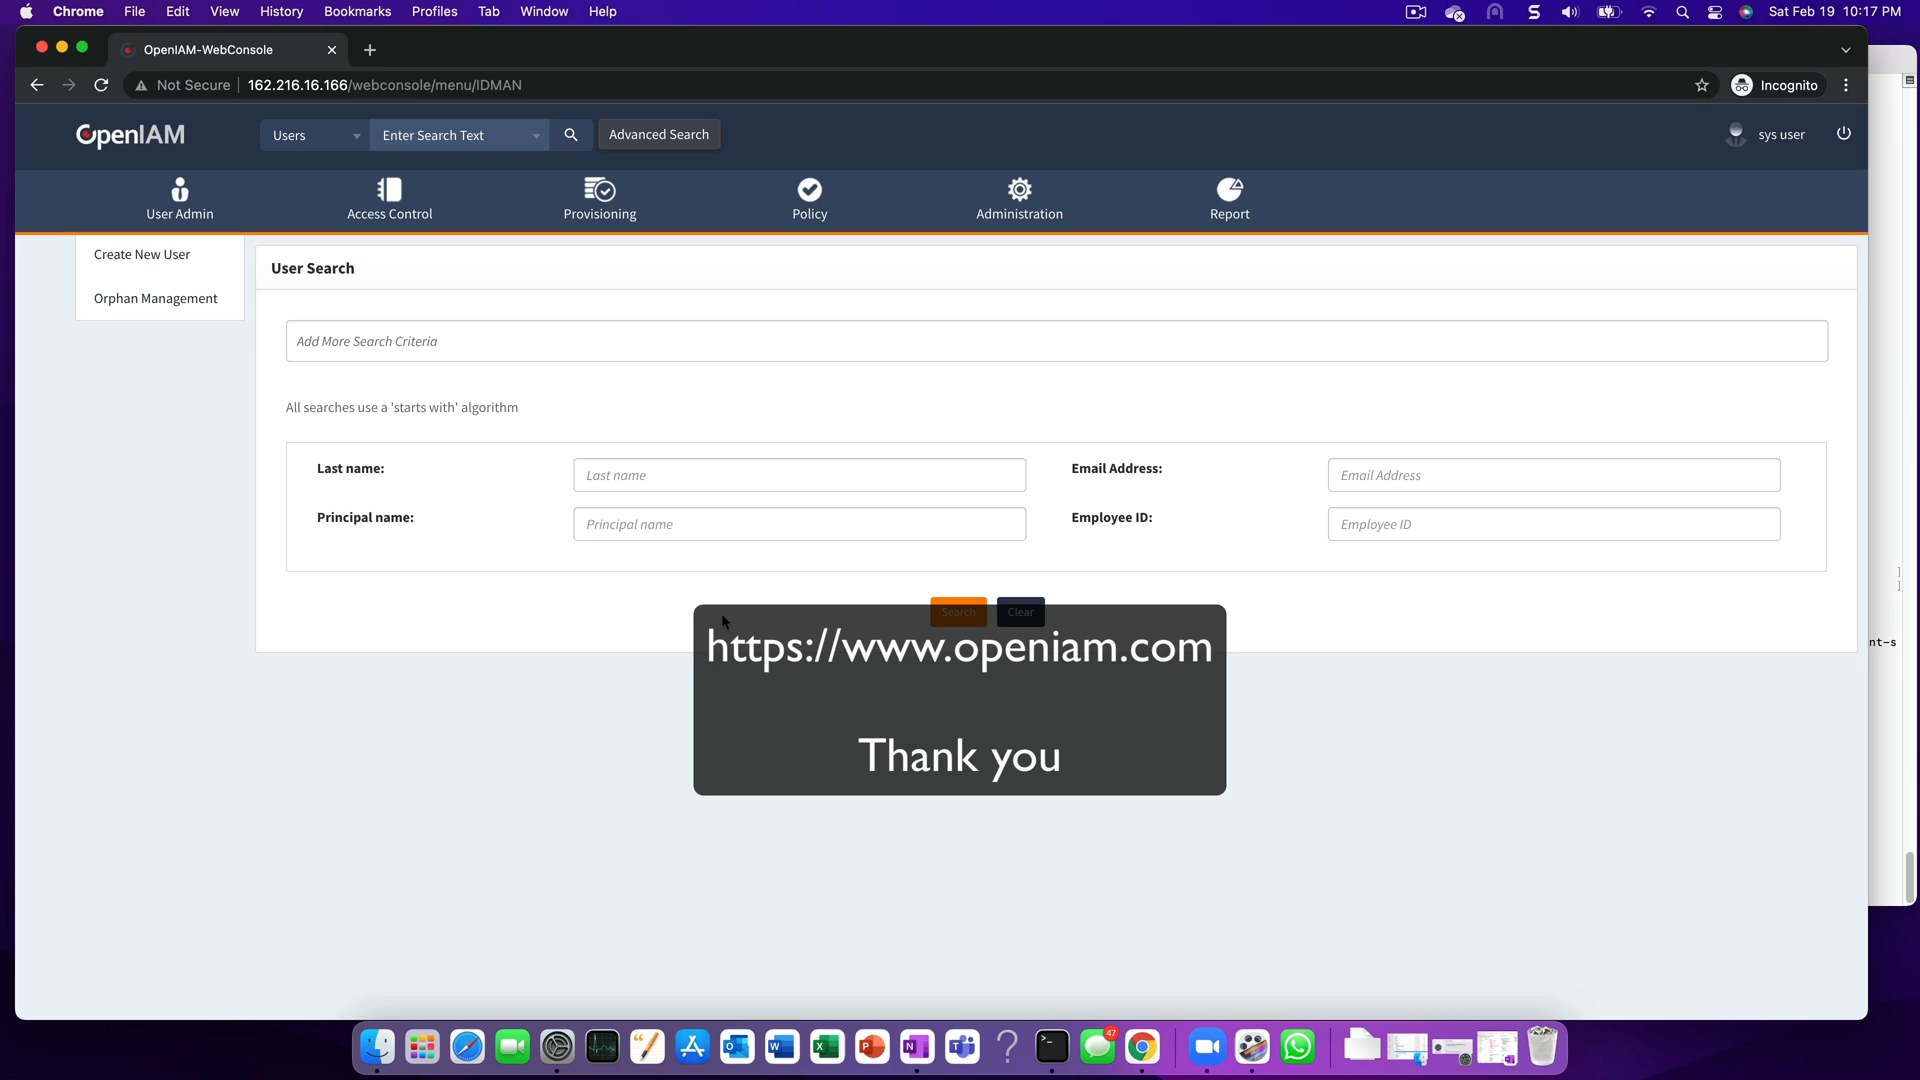 Chrome File Edit View History Bookmarks Profiles Tab Window Help
Sat Feb 19 10:17 PM
OpenIAM-WebConsole
Not Secure 162.216.16.166/webconsole/menu/IDMAN
Incognito
OpenIAM
Users
Enter Search Text
Advanced Search
sys user
User Admin
Access Control
Provisioning
Policy
Administration
Report
Create New User
Orphan Management
User Search
Add More Search Criteria
All searches use a 'starts with' algorithm
Last name:
Last name
Email Address:
Email Address
Principal name:
Principal name
Employee ID:
Employee ID
Search
Clear
]
]
nt-s
https://www.openiam.com
Thank you
47